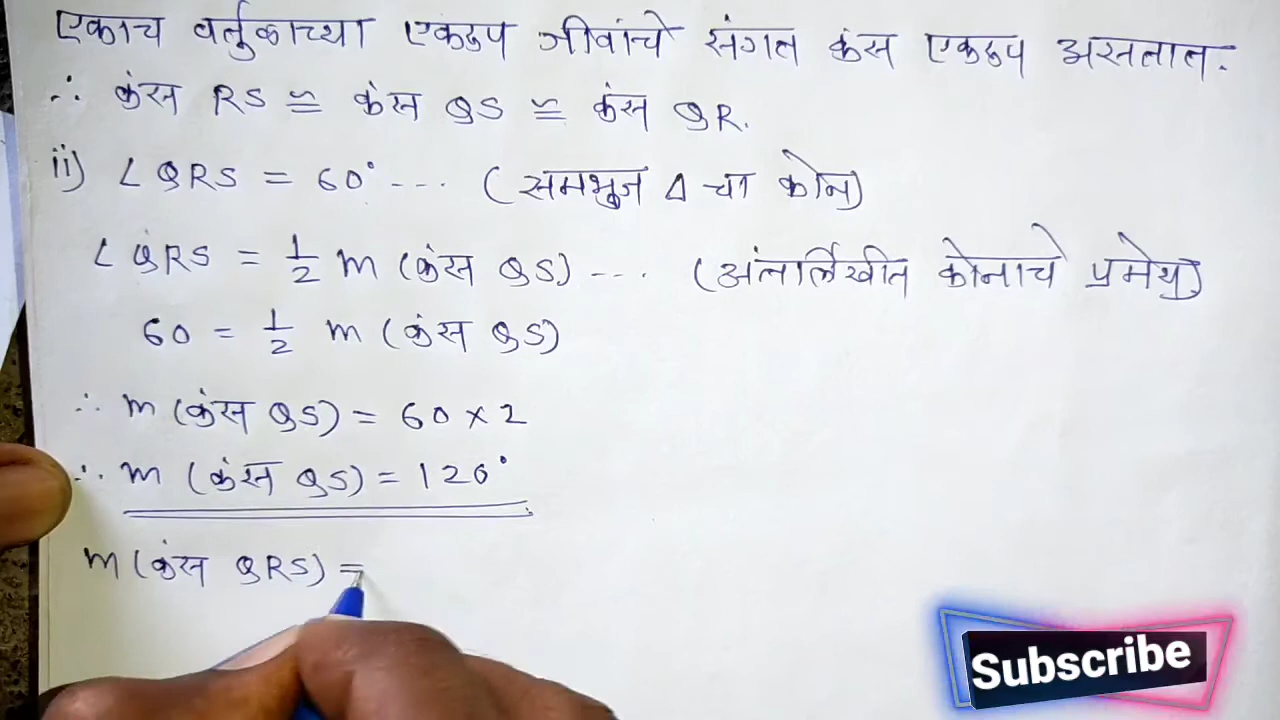 एकाच वर्तुळाच्या एकरूप जीवांचे संगत कंस एकरूप असतात.
∴ कंस RS ≅ कंस QS ≅ कंस QR.
ii) ∠QRS = 60° --- (समभुज Δ चा कोन)
∠QRS = 1/2 m (कंस QS) --- (अंतर्लिखीत कोनाचे प्रमेय)
60 = 1/2 m (कंस QS)
∴ m (कंस QS) = 60 × 2
∴ m (कंस QS) = 120°
m (कंस QRS) =
Subscribe